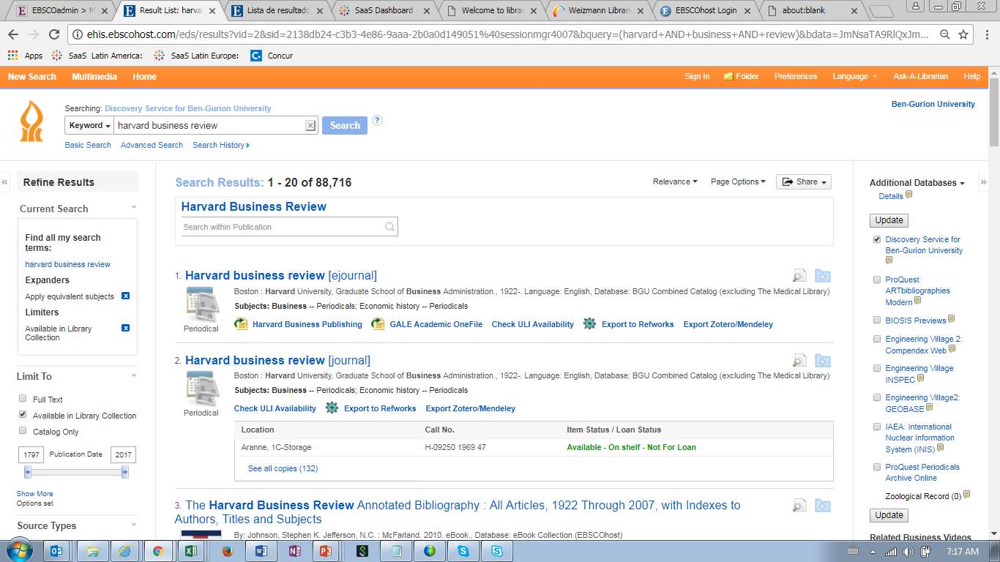 EBSCOadmin > M
Result List: harva
Lista de resultado
SaaS Dashboard -
Welcome to librar
Weizmann Librari
EBSCOhost Login
about:blank
ehis.ebscohost.com/eds/results?vid=2&sid=2138db24-c3b3-4e86-9aaa-2b0a0d149051%40sessionmgr4007&bquery=(harvard+AND+business+AND+review)&bdata=JmNsaTA9RlQxJm...
Apps SaaS Latin America: SaaS Latin Europe: Concur
New Search Multimedia Home Sign In Folder Preferences Language Ask-A-Librarian Help
Searching: Discovery Service for Ben-Gurion University
Ben-Gurion University
Keyword harvard business review Search ?
Basic Search Advanced Search Search History
Refine Results
Current Search
Find all my search
terms:
harvard business review
Expanders
Apply equivalent subjects
Limiters
Available in Library
Collection
Limit To
Full Text
Available in Library Collection
Catalog Only
1797 Publication Date 2017
Show More
Options set
Source Types
Search Results: 1 - 20 of 88,716
Relevance Page Options Share
Harvard Business Review
Search within Publication
1. Harvard business review [ejournal]
Boston : Harvard University, Graduate School of Business Administration., 1922-. Language: English, Database: BGU Combined Catalog (excluding The Medical Library)
Subjects: Business -- Periodicals; Economic history -- Periodicals
Periodical
Harvard Business Publishing GALE Academic OneFile Check ULI Availability Export to Refworks Export Zotero/Mendeley
2. Harvard business review [journal]
Boston : Harvard University, Graduate School of Business Administration., 1922-. Language: English, Database: BGU Combined Catalog (excluding The Medical Library)
Subjects: Business -- Periodicals; Economic history -- Periodicals
Periodical
Check ULI Availability Export to Refworks Export Zotero/Mendeley
Location Call No. Item Status / Loan Status
Aranne, 1C-Storage H-09250 1969 47 Available - On shelf - Not For Loan
See all copies (132)
3. The Harvard Business Review Annotated Bibliography : All Articles, 1922 Through 2007, with Indexes to
Authors, Titles and Subjects
By: Johnson, Stephen K. Jefferson, N.C. : McFarland. 2010. eBook., Database: eBook Collection (EBSCOhost)
Additional Databases
Details
Update
Discovery Service for
Ben-Gurion University
ProQuest:
ARTbibliographies
Modern
BIOSIS Previews
Engineering Village 2:
Compendex Web
Engineering Village
INSPEC
Engineering Village2:
GEOBASE
IAEA: International
Nuclear Information
System (INIS)
ProQuest Periodicals
Archive Online
Zoological Record (0)
Update
Related Business Videos
7:17 AM